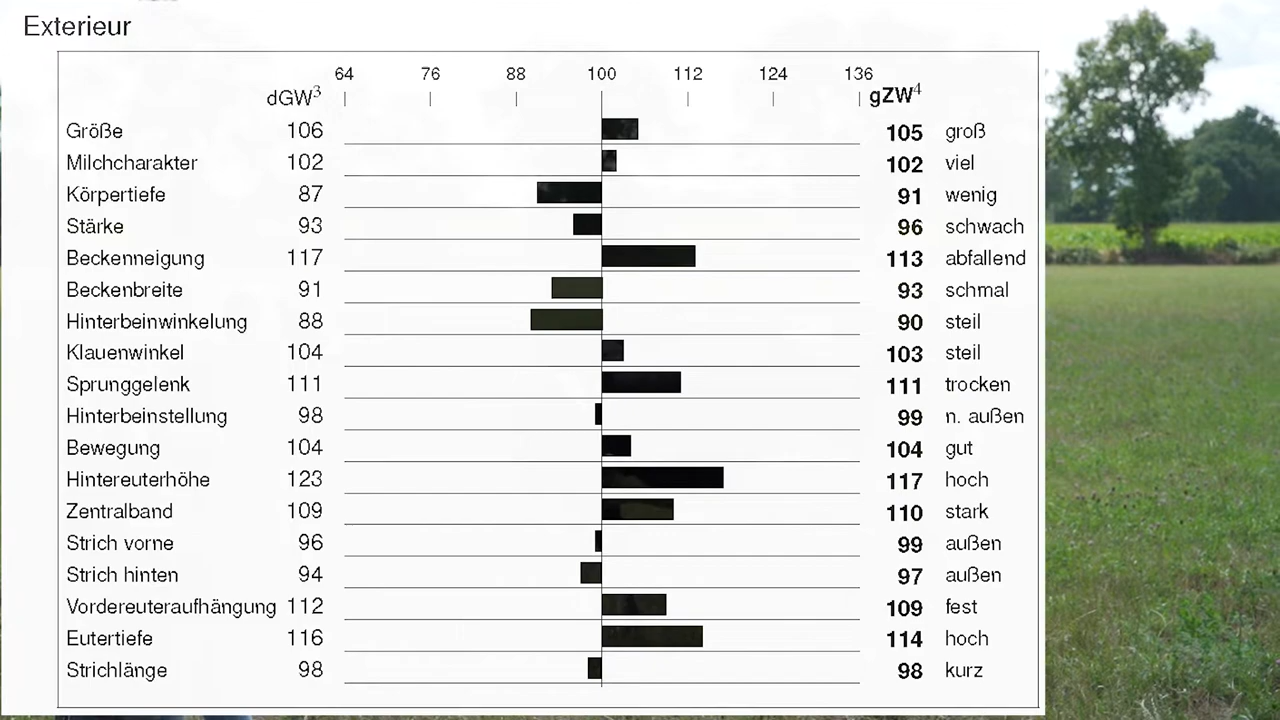 Exterieur
64 76 88 100 112 124 136
dGW³ gZW⁴
Größe 106 105 groß
Milchcharakter 102 102 viel
Körpertiefe 87 91 wenig
Stärke 93 96 schwach
Beckenneigung 117 113 abfallend
Beckenbreite 91 93 schmal
Hinterbeinwinkelung 88 90 steil
Klauenwinkel 104 103 steil
Sprunggelenk 111 111 trocken
Hinterbeinstellung 98 99 n. außen
Bewegung 104 104 gut
Hintereuterhöhe 123 117 hoch
Zentralband 109 110 stark
Strich vorne 96 99 außen
Strich hinten 94 97 außen
Vordereuteraufhängung 112 109 fest
Eutertiefe 116 114 hoch
Strichlänge 98 98 kurz